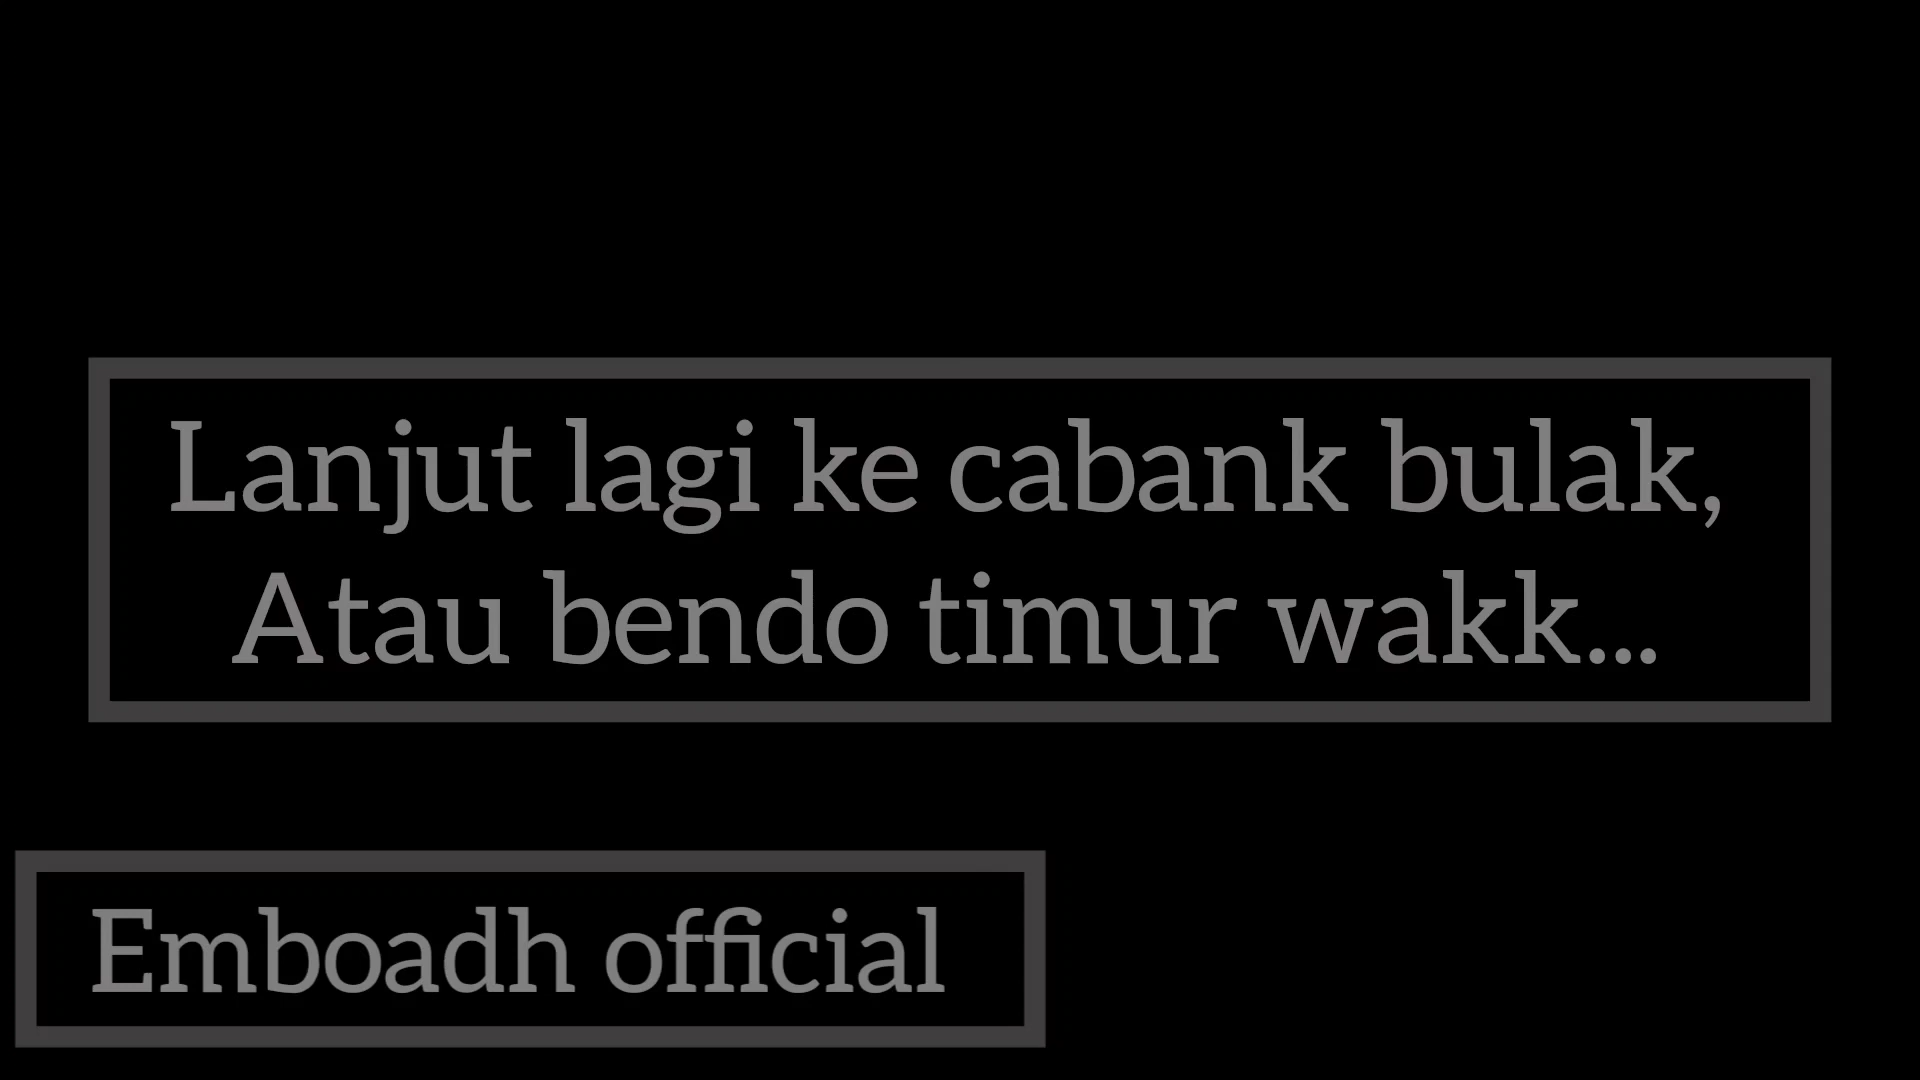 Lanjut lagi ke cabank bulak,
Atau bendo timur wakk...
Emboadh official